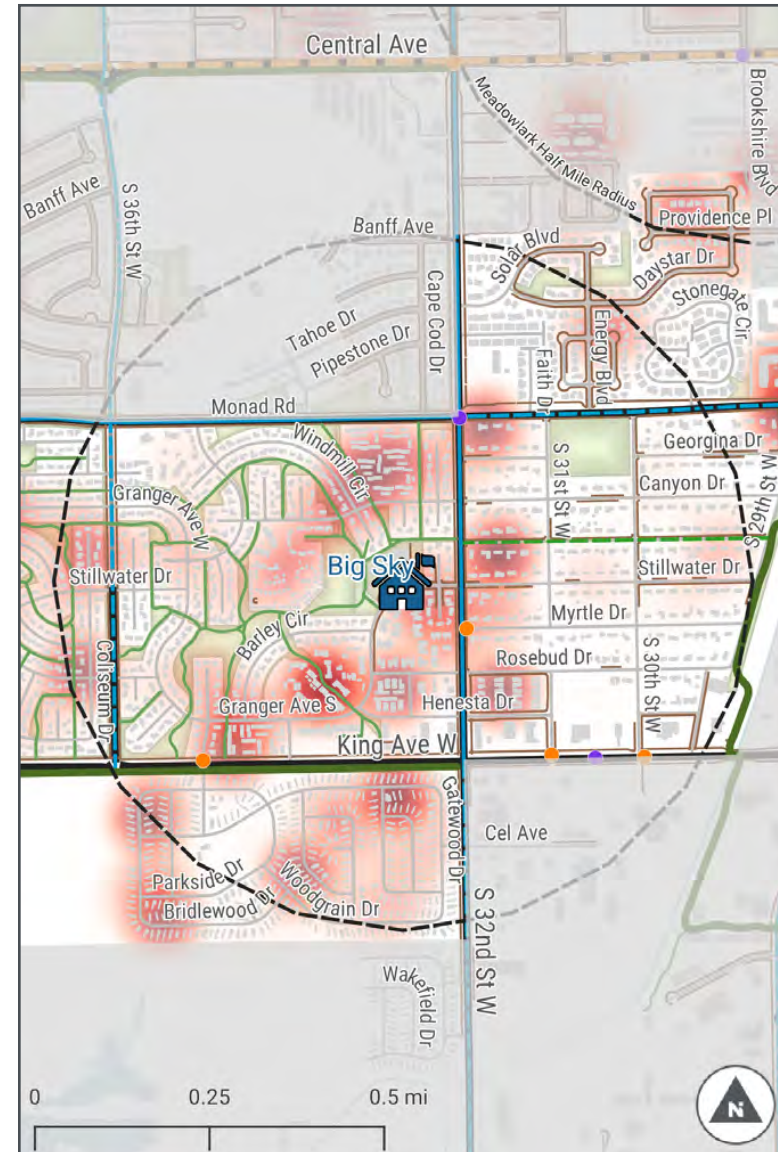 Central Ave
Meadowlark Half Mile Radius
Brookshire Blvd
Banff Ave
S 36th St W
Providence Pl
Banff Ave
Solar Blvd
Daystar Dr
Cape Cod Dr
Stonegate Cir
Tahoe Dr
Energy Blvd
Pipestone Dr
Faith Dr
Monad Rd
Windmill Cir
Georgina Dr
S 31st St W
S 29th St W
Granger Ave W
Canyon Dr
Big Sky
Stillwater Dr
Stillwater Dr
Myrtle Dr
Barley Cir
Coliseum Dr
Rosebud Dr
S 30th St W
Granger Ave S
Henesta Dr
King Ave W
Gatewood Dr
Cel Ave
Parkside Dr
Woodgrain Dr
Bridlewood Dr
S 32nd St W
Wakefield Dr
0 0.25 0.5 mi
N